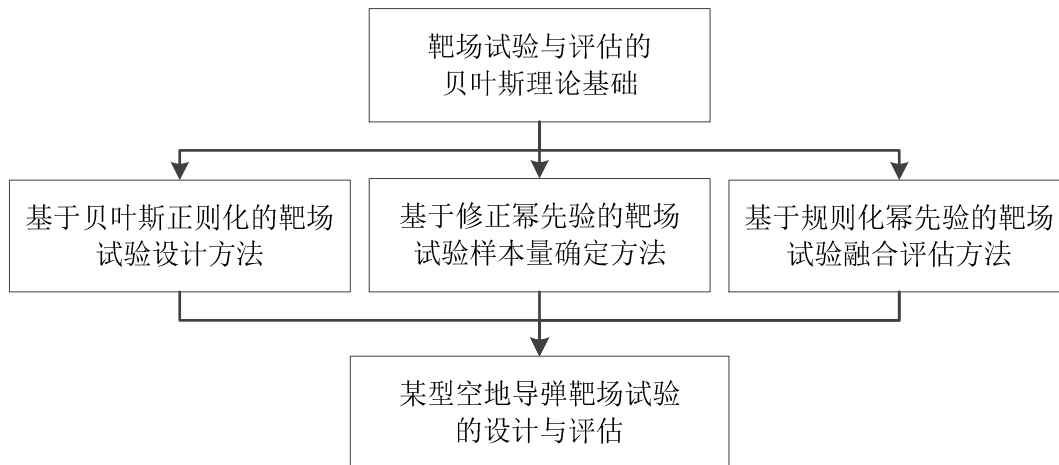 靶场试验与评估的
贝叶斯理论基础
基于贝叶斯正则化的靶场
试验设计方法
基于修正幂先验的靶场
试验样本量确定方法
基于规则化幂先验的靶场
试验融合评估方法
某型空地导弹靶场试验
的设计与评估